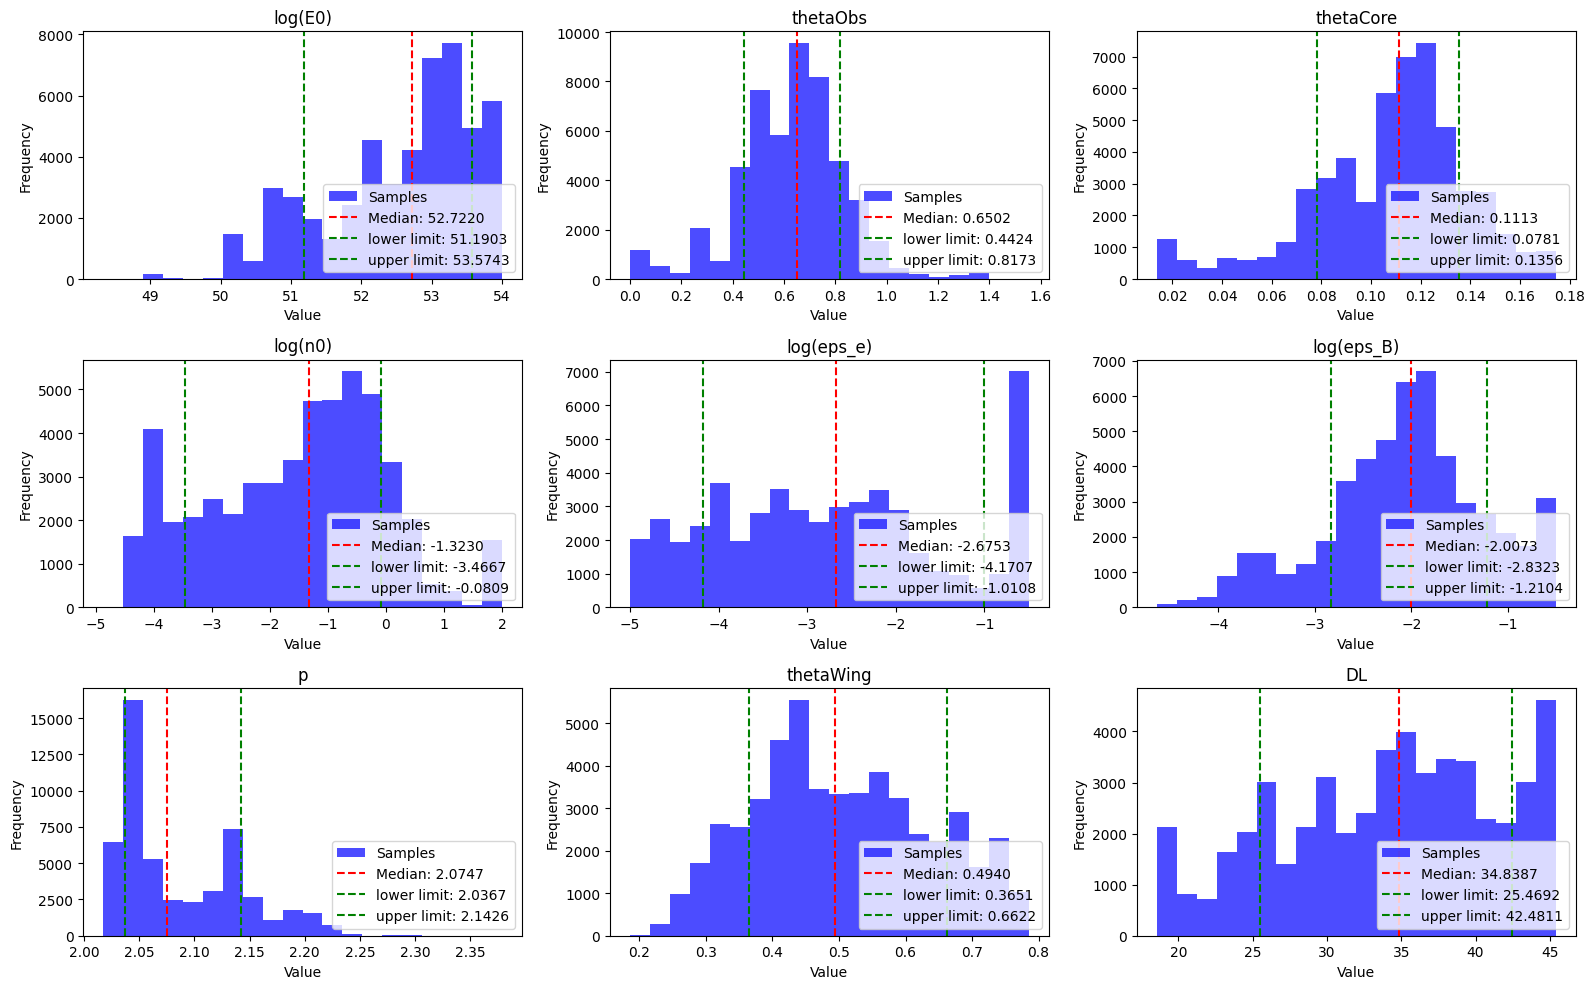 log(E0)
Frequency
8000
6000
4000
2000
0
49 50 51 52 53 54
Value
Samples
Median: 52.7220
lower limit: 51.1903
upper limit: 53.5743
thetaObs
Frequency
10000
8000
6000
4000
2000
0
0.0 0.2 0.4 0.6 0.8 1.0 1.2 1.4 1.6
Value
Samples
Median: 0.6502
lower limit: 0.4424
upper limit: 0.8173
thetaCore
Frequency
7000
6000
5000
4000
3000
2000
1000
0
0.02 0.04 0.06 0.08 0.10 0.12 0.14 0.16 0.18
Value
Samples
Median: 0.1113
lower limit: 0.0781
upper limit: 0.1356
log(n0)
Frequency
5000
4000
3000
2000
1000
0
−5 −4 −3 −2 −1 0 1 2
Value
Samples
Median: -1.3230
lower limit: -3.4667
upper limit: -0.0809
log(eps_e)
Frequency
7000
6000
5000
4000
3000
2000
1000
0
−5 −4 −3 −2 −1
Value
Samples
Median: -2.6753
lower limit: -4.1707
upper limit: -1.0108
log(eps_B)
Frequency
7000
6000
5000
4000
3000
2000
1000
0
−4 −3 −2 −1
Value
Samples
Median: -2.0073
lower limit: -2.8323
upper limit: -1.2104
p
Frequency
15000
12500
10000
7500
5000
2500
0
2.00 2.05 2.10 2.15 2.20 2.25 2.30 2.35
Value
Samples
Median: 2.0747
lower limit: 2.0367
upper limit: 2.1426
thetaWing
Frequency
5000
4000
3000
2000
1000
0
0.2 0.3 0.4 0.5 0.6 0.7 0.8
Value
Samples
Median: 0.4940
lower limit: 0.3651
upper limit: 0.6622
DL
Frequency
4000
3000
2000
1000
0
20 25 30 35 40 45
Value
Samples
Median: 34.8387
lower limit: 25.4692
upper limit: 42.4811